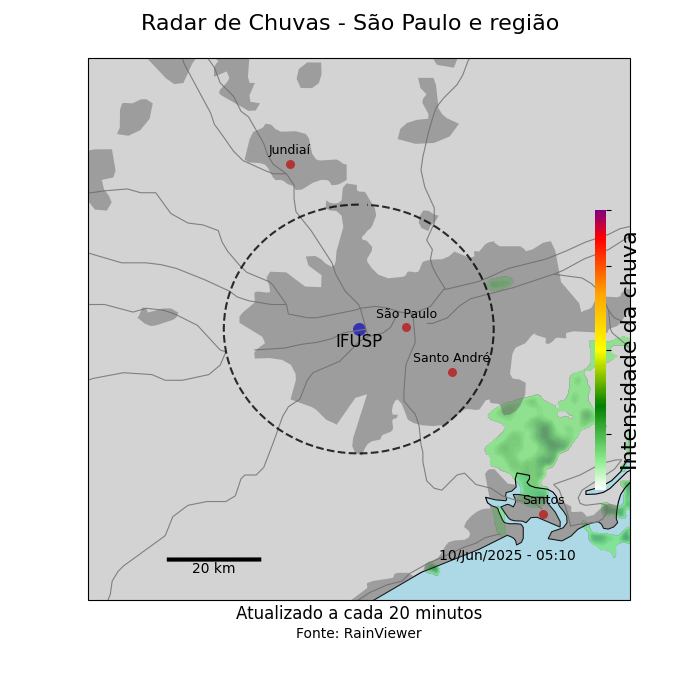 Radar de Chuvas - São Paulo e região
Jundiaí
São Paulo
IFUSP
Santo André
Intensidade da chuva
Santos
10/Jun/2025 - 05:10
20 km
Atualizado a cada 20 minutos
Fonte: RainViewer